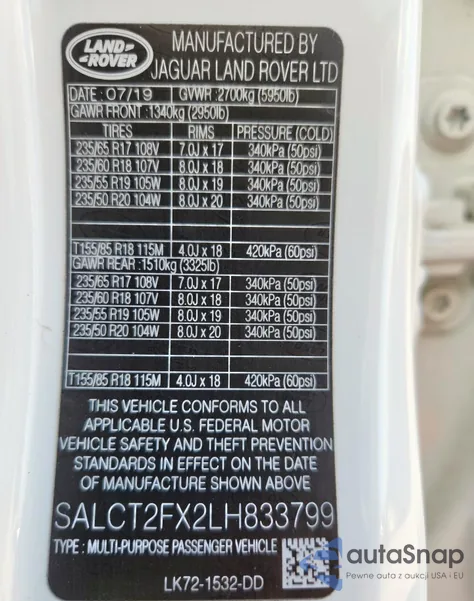 LAND ROVER
MANUFACTURED BY
JAGUAR LAND ROVER LTD
DATE : 07/19 GVWR :2700kg (5950lb)
GAWR FRONT : 1340kg (2950lb)
TIRES RIMS PRESSURE (COLD)
235/65 R17 108V 7.0J x 17 340kPa (50psi)
235/60 R18 107V 8.0J x 18 340kPa (50psi)
235/55 R19 105W 8.0J x 19 340kPa (50psi)
235/50 R20 104W 8.0J x 20 340kPa (50psi)
T155/85 R18 115M 4.0J x 18 420kPa (60psi)
GAWR REAR :1510kg (3325lb)
235/65 R17 108V 7.0J x 17 340kPa (50psi)
235/60 R18 107V 8.0J x 18 340kPa (50psi)
235/55 R19 105W 8.0J x 19 340kPa (50psi)
235/50 R20 104W 8.0J x 20 340kPa (50psi)
T155/85 R18 115M 4.0J x 18 420kPa (60psi)
THIS VEHICLE CONFORMS TO ALL
APPLICABLE U.S. FEDERAL MOTOR
VEHICLE SAFETY AND THEFT PREVENTION
STANDARDS IN EFFECT ON THE DATE
OF MANUFACTURE SHOWN ABOVE
SALCT2FX2LH833799
TYPE : MULTI-PURPOSE PASSENGER VEHICLE
LK72-1532-DD
autoSnap
Pewne auta z aukcji USA i EU